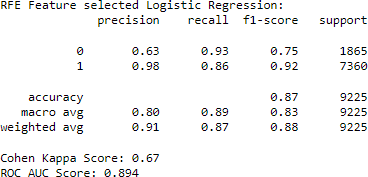 RFE Feature selected Logistic Regression:
precision recall f1-score support
0 0.63 0.93 0.75 1865
1 0.98 0.86 0.92 7360
accuracy 0.87 9225
macro avg 0.80 0.89 0.83 9225
weighted avg 0.91 0.87 0.88 9225
Cohen Kappa Score: 0.67
ROC AUC Score: 0.894